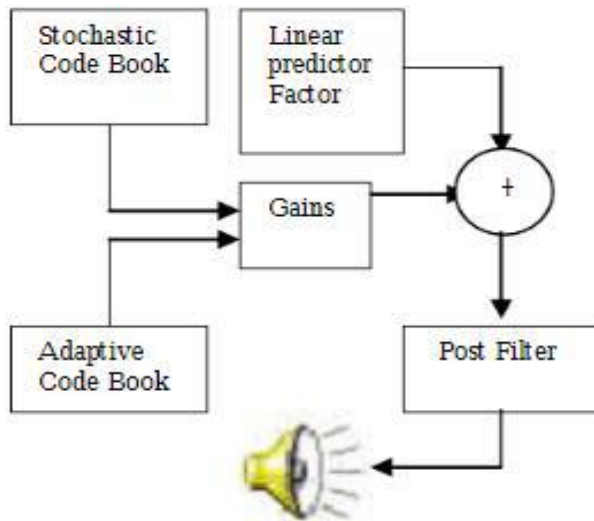 Stochastic
Code Book
Linear
predictor
Factor
Gains
+
Adaptive
Code Book
Post Filter